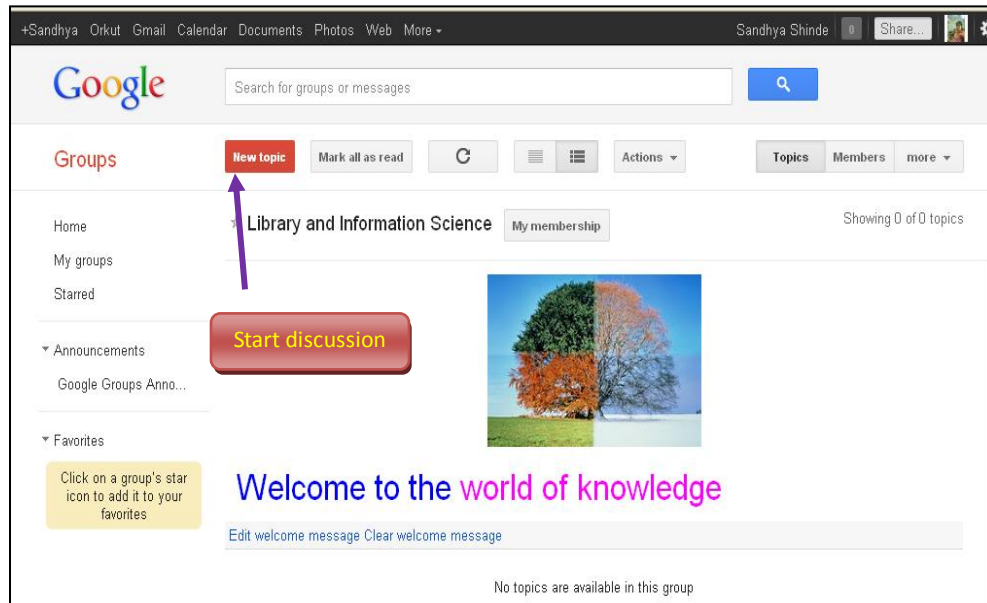 +Sandhya Orkut Gmail Calendar Documents Photos Web More
Sandhya Shinde 0 Share...
Google
Search for groups or messages
Groups
New topic Mark all as read Actions Topics Members more
Home
My groups
Starred
Announcements
Google Groups Anno...
Favorites
Click on a group's star
icon to add it to your
favorites
Library and Information Science My membership Showing 0 of 0 topics
Start discussion
Welcome to the world of knowledge
Edit welcome message Clear welcome message
No topics are available in this group